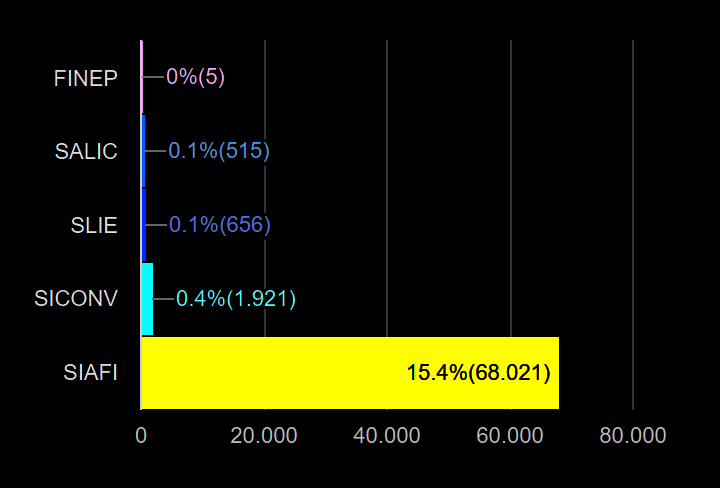 FINEP 0%(5)
SALIC 0.1%(515)
SLIE 0.1%(656)
SICONV 0.4%(1.921)
SIAFI 15.4%(68.021)
0 20.000 40.000 60.000 80.000